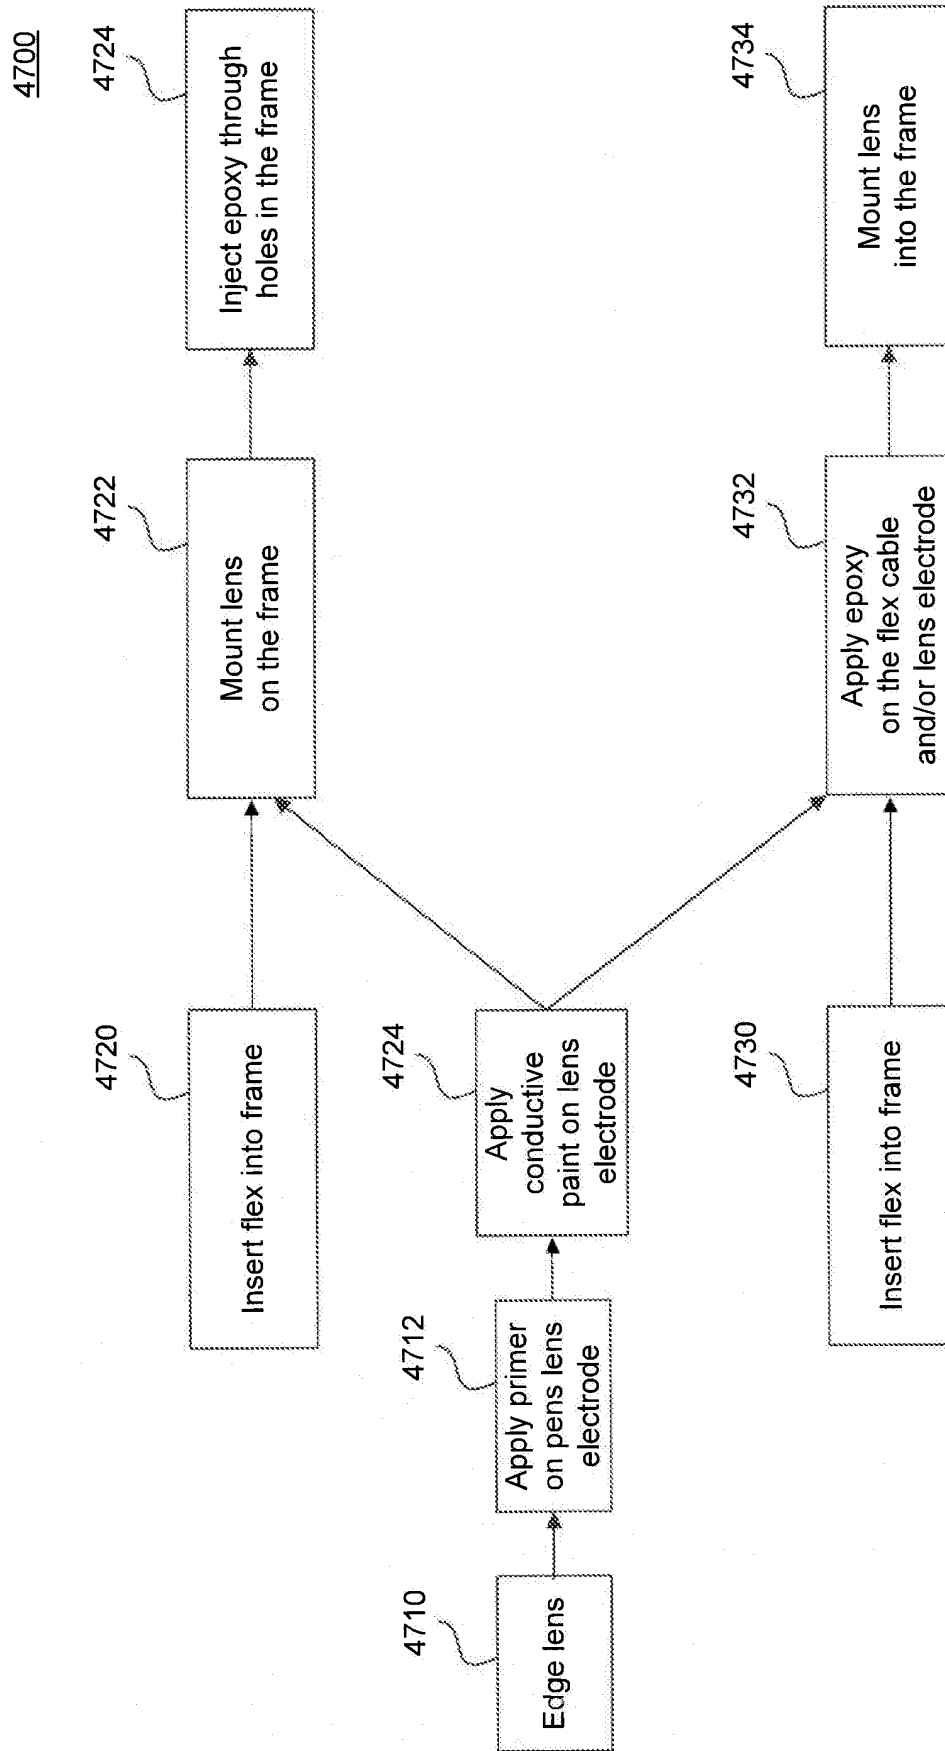 4700
4720
Insert flex into frame
4722
Mount lens
on the frame
4724
Inject epoxy through
holes in the frame
4710
Edge lens
4712
Apply primer
on pens lens
electrode
4724
Apply
conductive
paint on lens
electrode
4730
Insert flex into frame
4732
Apply epoxy
on the flex cable
and/or lens electrode
4734
Mount lens
into the frame